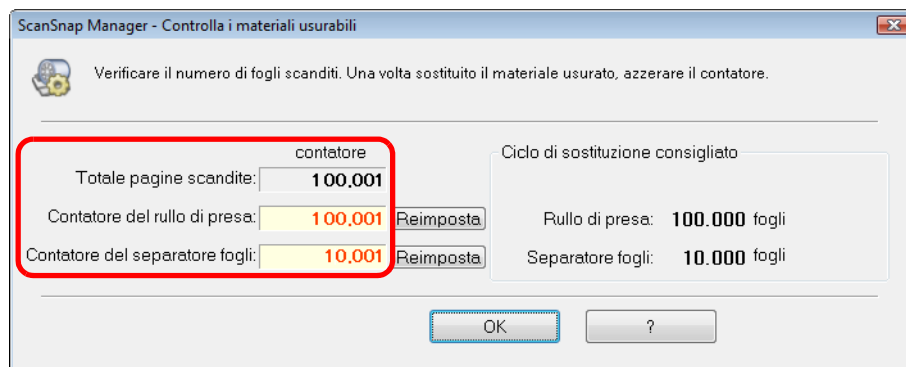 ScanSnap Manager - Controlla i materiali usurabili
Verificare il numero di fogli scanditi. Una volta sostituito il materiale usurato, azzerare il contatore.
contatore
Totale pagine scandite: 100.001
Contatore del rullo di presa: 100.001 Reimposta
Contatore del separatore fogli: 10.001 Reimposta
Ciclo di sostituzione consigliato
Rullo di presa: 100.000 fogli
Separatore fogli: 10.000 fogli
OK ?